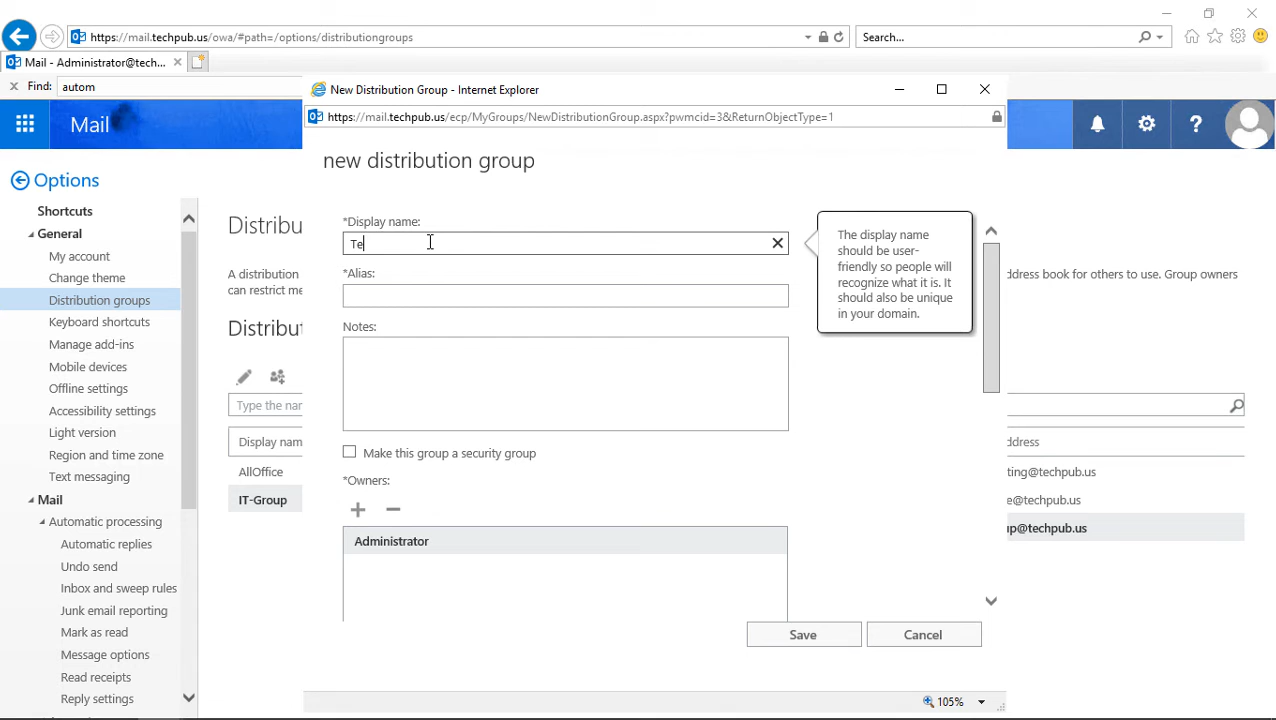 https://mail.techpub.us/owa/#path=/options/distributiongroups
Search...
Mail - Administrator@tech...
Find: autom
New Distribution Group - Internet Explorer
https://mail.techpub.us/ecp/MyGroups/NewDistributionGroup.aspx?pwmcid=3&ReturnObjectType=1
Mail
?
Options
Shortcuts
General
My account
Change theme
Distribution groups
Keyboard shortcuts
Manage add-ins
Mobile devices
Offline settings
Accessibility settings
Light version
Region and time zone
Text messaging
Mail
Automatic processing
Automatic replies
Undo send
Inbox and sweep rules
Junk email reporting
Mark as read
Message options
Read receipts
Reply settings
Distribu
A distribution
can restrict me
Distribut
Type the nar
Display nam
AllOffice
IT-Group
new distribution group
*Display name:
Te
The display name
should be user-
friendly so people will
recognize what it is. It
should also be unique
in your domain.
*Alias:
Notes:
Make this group a security group
*Owners:
Administrator
Save
Cancel
105%
ddress book for others to use. Group owners
ddress
ting@techpub.us
e@techpub.us
up@techpub.us